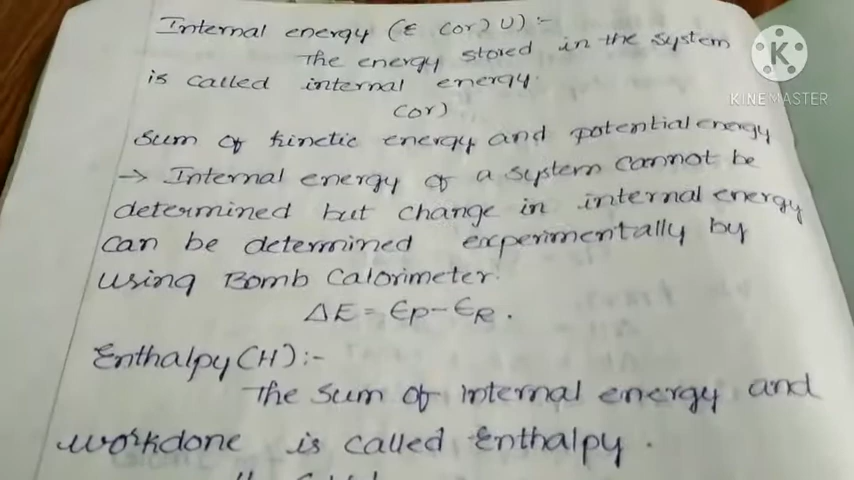 Internal energy (E (or) U) :-
The energy stored in the system
is called internal energy.
(or)
Sum of kinetic energy and potential energy
→ Internal energy of a system cannot be
determined but change in internal energy
can be determined experimentally by
using Bomb Calorimeter.
ΔE = EP - ER.
Enthalpy (H) :-
The sum of internal energy and
workdone is called Enthalpy.
K
KINEMASTER